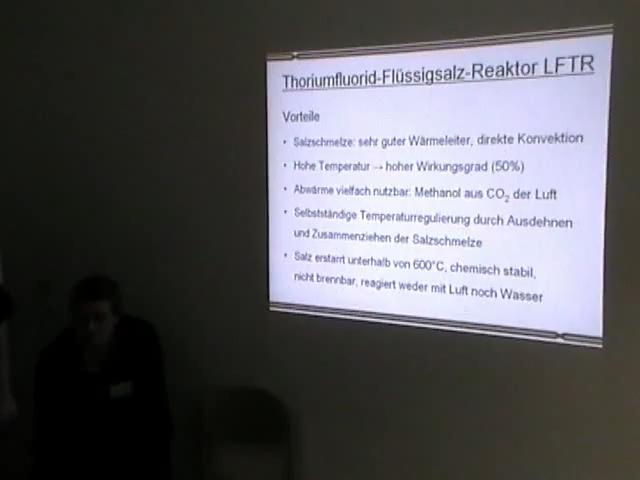 Thoriumfluorid-Flüssigsalz-Reaktor LFTR
Vorteile
• Salzschmelze: sehr guter Wärmeleiter, direkte Konvektion
• Hohe Temperatur → hoher Wirkungsgrad (50%)
• Abwärme vielfach nutzbar: Methanol aus CO₂ der Luft
• Selbstständige Temperaturregulierung durch Ausdehnen
und Zusammenziehen der Salzschmelze
• Salz erstarrt unterhalb von 600°C, chemisch stabil,
nicht brennbar, reagiert weder mit Luft noch Wasser